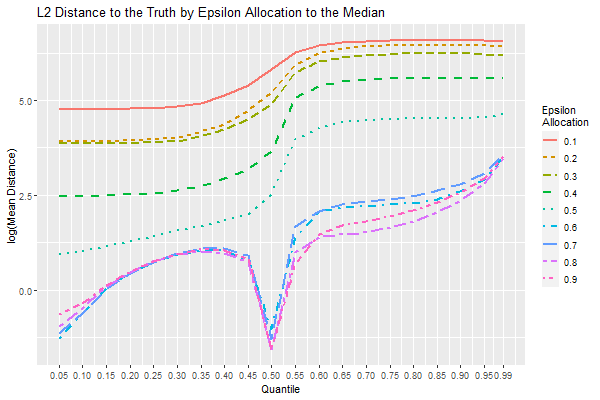 L2 Distance to the Truth by Epsilon Allocation to the Median
log(Mean Distance)
5.0
2.5
0.0
0.05 0.10 0.15 0.20 0.25 0.30 0.35 0.40 0.45 0.50 0.55 0.60 0.65 0.70 0.75 0.80 0.85 0.90 0.95 0.99
Quantile
Epsilon
Allocation
0.1
0.2
0.3
0.4
0.5
0.6
0.7
0.8
0.9